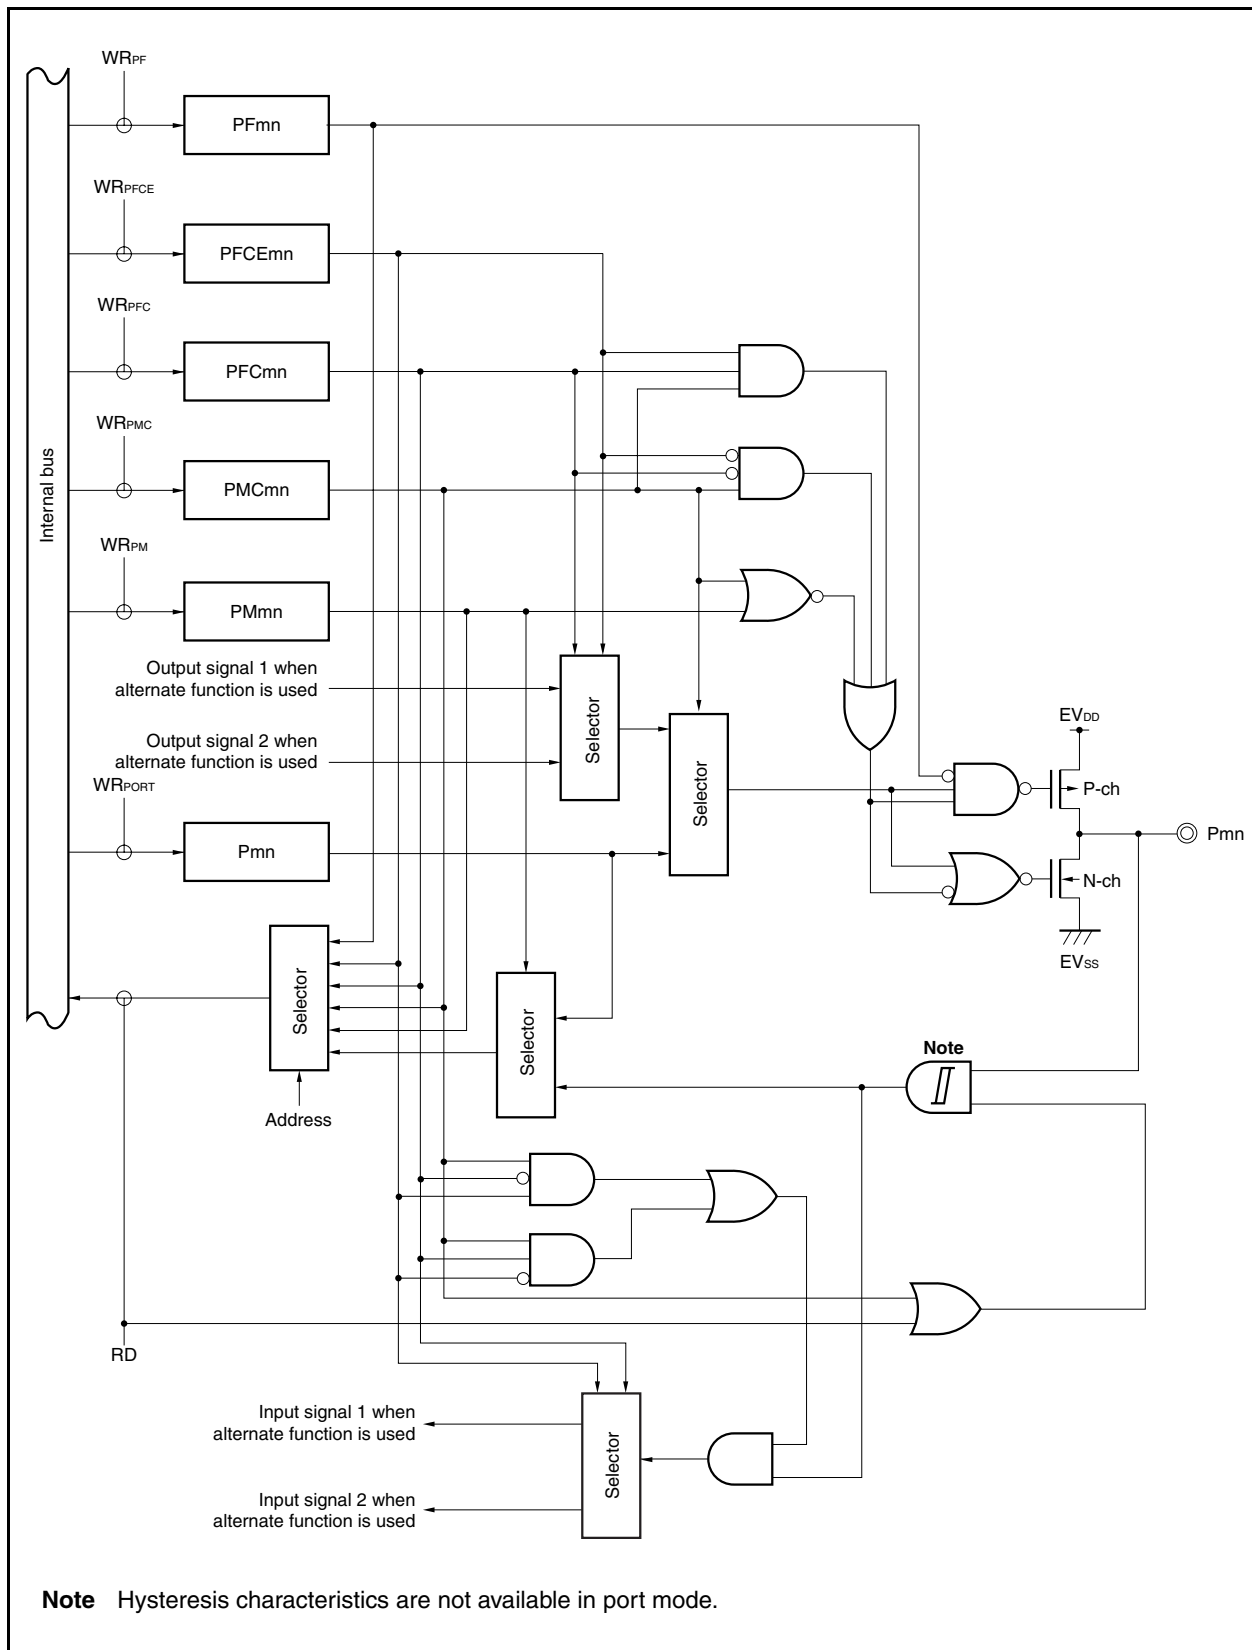 WRPF
PFmn
WRPFCE
PFCEmn
WRPFC
PFCmn
WRPMC
PMCmn
Internal bus
WRPM
PMmn
Output signal 1 when
alternate function is used
Output signal 2 when
alternate function is used
Selector
Selector
WRPORT
Pmn
EVDD
P-ch
Pmn
N-ch
EVSS
Selector
Selector
Note
Address
RD
Input signal 1 when
alternate function is used
Input signal 2 when
alternate function is used
Selector
Note Hysteresis characteristics are not available in port mode.